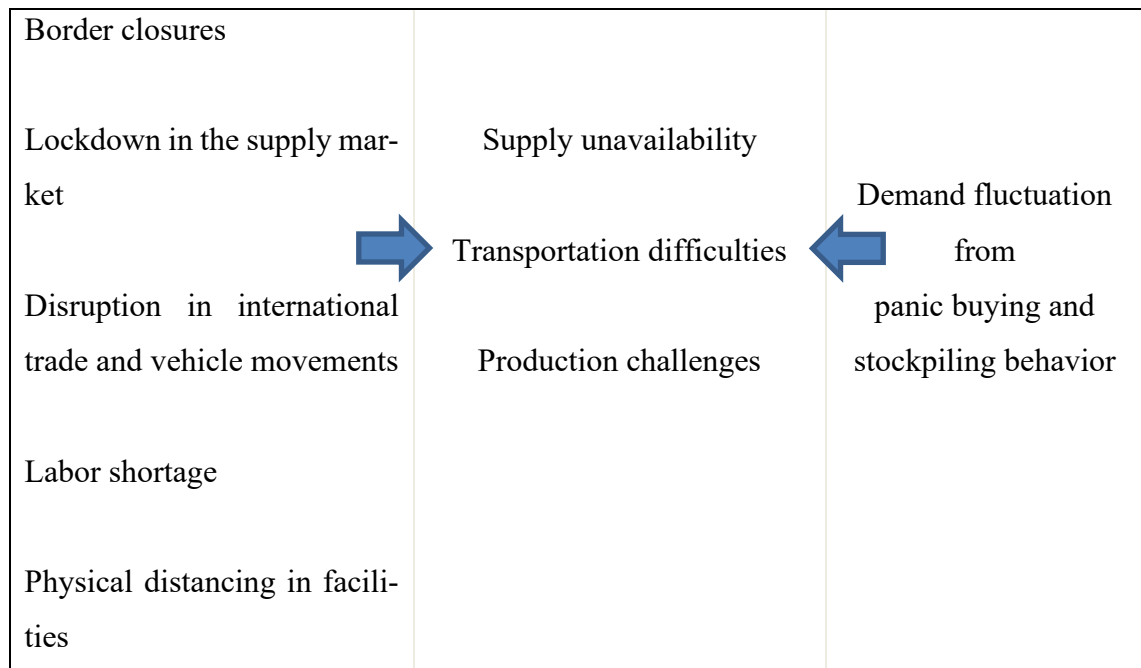 Border closures
Lockdown in the supply mar-
ket
Disruption in international
trade and vehicle movements
Labor shortage
Physical distancing in facili-
ties
Supply unavailability
Transportation difficulties
Production challenges
Demand fluctuation
from
panic buying and
stockpiling behavior